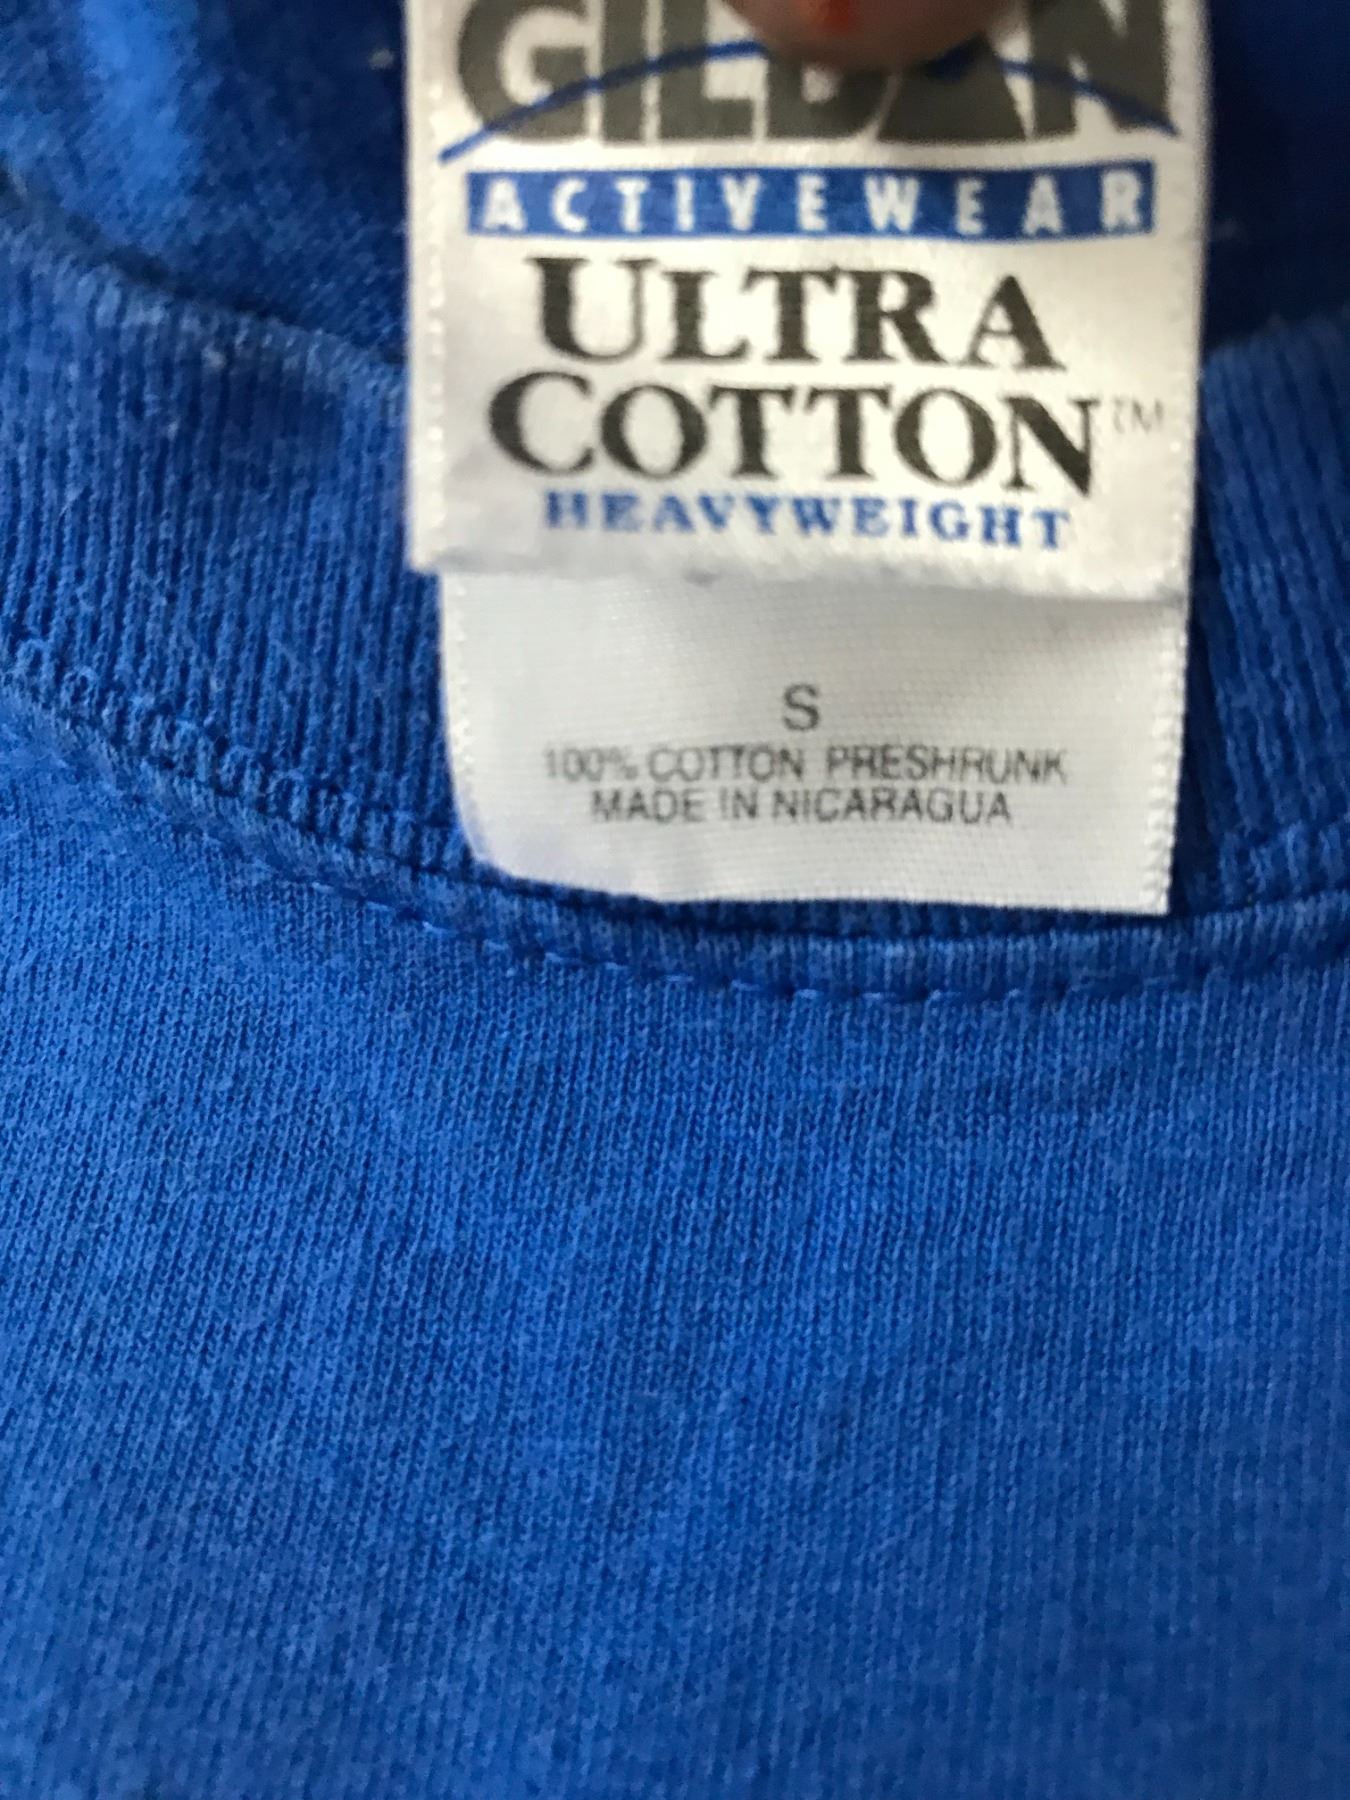 GILDAN
ACTIVEWEAR
ULTRA
COTTON™
HEAVYWEIGHT
S
100% COTTON PRESHRUNK
MADE IN NICARAGUA